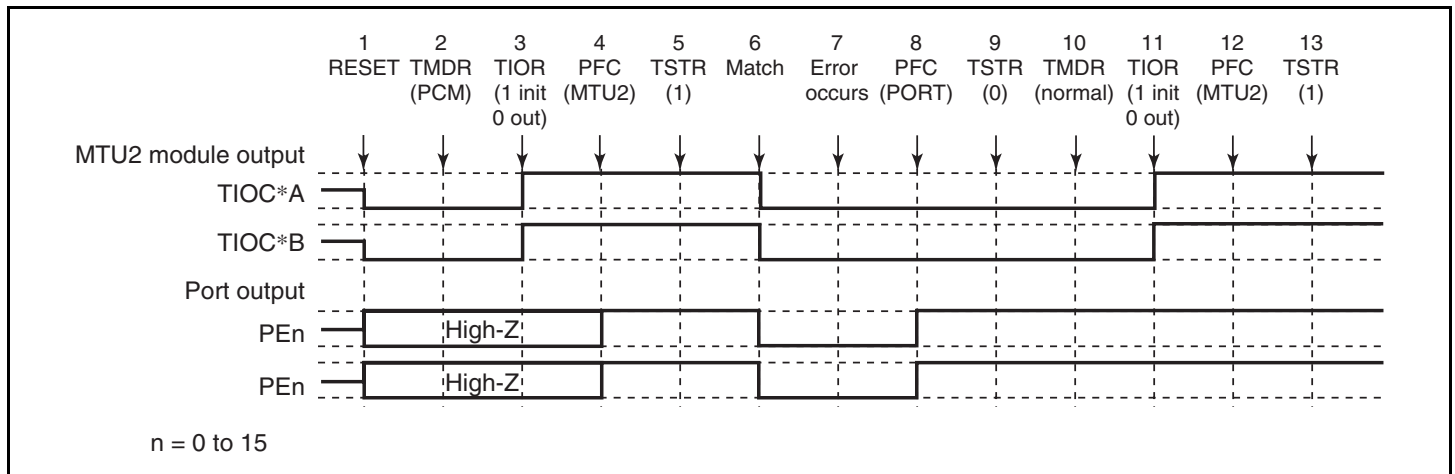 1 2 3 4 5 6 7 8 9 10 11 12 13
RESET TMDR TIOR PFC TSTR Match Error PFC TSTR TMDR TIOR PFC TSTR
(PCM) (1 init (MTU2) (1) occurs (PORT) (0) (normal) (1 init (MTU2) (1)
0 out) 0 out)
MTU2 module output
TIOC*A
TIOC*B
Port output
PEn High-Z
PEn High-Z
n = 0 to 15